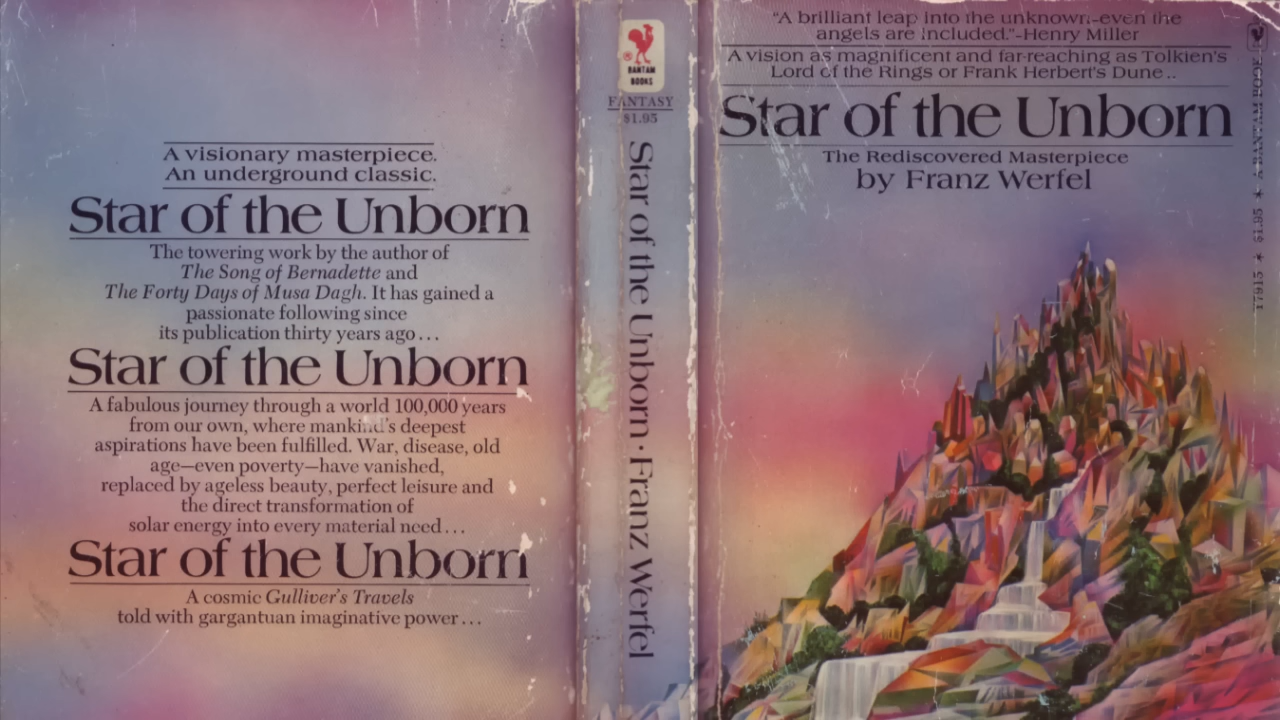 A visionary masterpiece.
An underground classic.
Star of the Unborn
The towering work by the author of
The Song of Bernadette and
The Forty Days of Musa Dagh. It has gained a
passionate following since
its publication thirty years ago...
Star of the Unborn
A fabulous journey through a world 100,000 years
from our own, where mankind's deepest
aspirations have been fulfilled. War, disease, old
age—even poverty—have vanished,
replaced by ageless beauty, perfect leisure and
the direct transformation of
solar energy into every material need...
Star of the Unborn
A cosmic Gulliver's Travels
told with gargantuan imaginative power...
BANTAM
BOOKS
FANTASY
$1.95
Star of the Unborn · Franz Werfel
"A brilliant leap into the unknown-even the
angels are included."-Henry Miller
A vision as magnificent and far-reaching as Tolkien's
Lord of the Rings or Frank Herbert's Dune..
Star of the Unborn
The Rediscovered Masterpiece
by Franz Werfel
17915 * $1.95 * A BANTAM BOOK